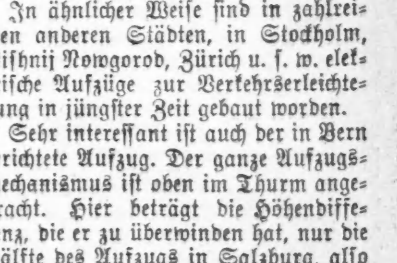 In ähnlicher Weise sind in zahlrei=
en anderen Städten, in Stockholm,
ishnij Nowgorod, Zürich u. s. w. elek=
ische Aufzüge zur Verkehrserleichte=
ung in jüngster Zeit gebaut worden.
Sehr interessant ist auch der in Bern
richtete Aufzug. Der ganze Aufzugs=
echanismus ist oben im Thurm ange=
racht. Hier beträgt die Höhendiffe=
enz, die er zu überwinden hat, nur die
älfte des Aufzugs in Salzburg, also